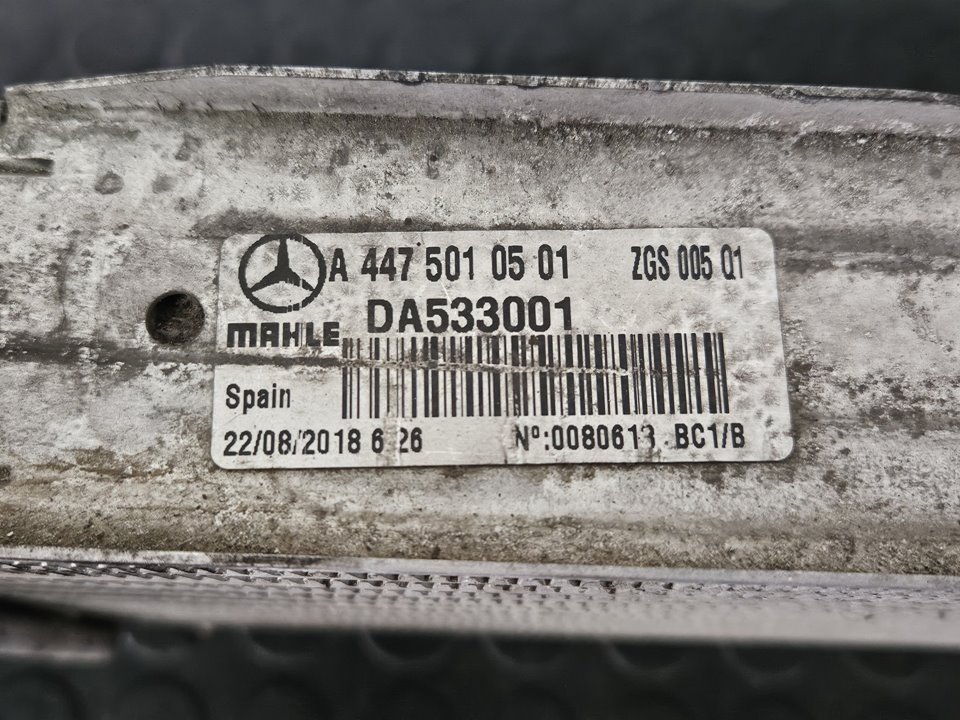 A 447 501 05 01 ZGS 005 Q1
DA533001
MAHLE
Spain
22/08/2018 6 26 Nº:0080613 BC1/B